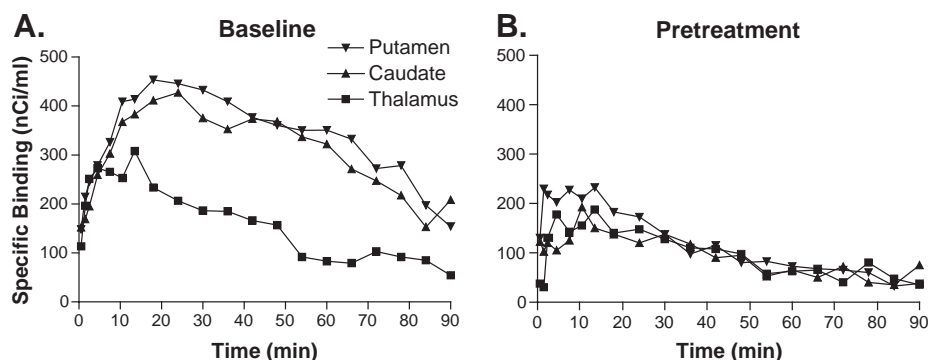 A.
Baseline
Putamen
Caudate
Thalamus
Specific Binding (nCi/ml)
500
400
300
200
100
0
0 10 20 30 40 50 60 70 80 90
Time (min)
B.
Pretreatment
500
400
300
200
100
0
0 10 20 30 40 50 60 70 80 90
Time (min)